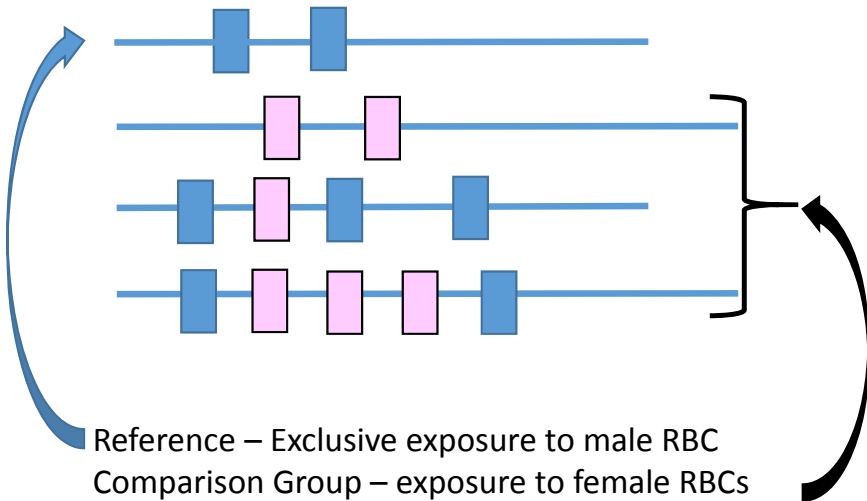 Reference – Exclusive exposure to male RBC
Comparison Group – exposure to female RBCs